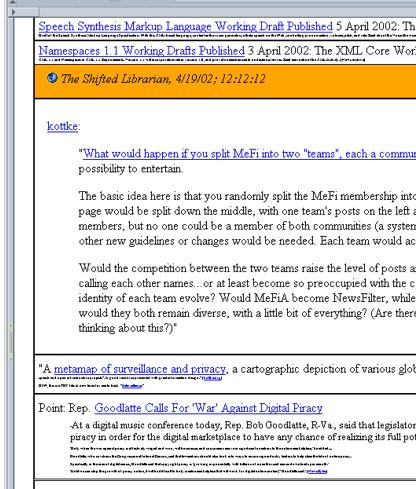 Speech Synthesis Markup Language Working Draft Published 5 April 2002: Th
Namespaces 1.1 Working Drafts Published 3 April 2002: The XML Core Wor
The Shifted Librarian, 4/19/02; 12:12:12
kottke:
"What would happen if you split MeFi into two "teams", each a commu
possibility to entertain.
The basic idea here is that you randomly split the MeFi membership into
page would be split down the middle, with one team's posts on the left a
members, but no one could be a member of both communities (a system
other new guidelines or changes would be needed. Each team would ac
Would the competition between the two teams raise the level of posts a
calling each other names...or at least become so preoccupied with the c
identity of each team evolve? Would MeFiA become NewsFilter, while
would they both remain diverse, with a little bit of everything? (Are there
thinking about this?)"
"A metamap of surveillance and privacy, a cartographic depiction of various glob
Point: Rep. Goodlatte Calls For 'War' Against Digital Piracy
-At a digital music conference today, Rep. Bob Goodlatte, R-Va., said that legislator
piracy in order for the digital marketplace to have any chance of realizing its full pot